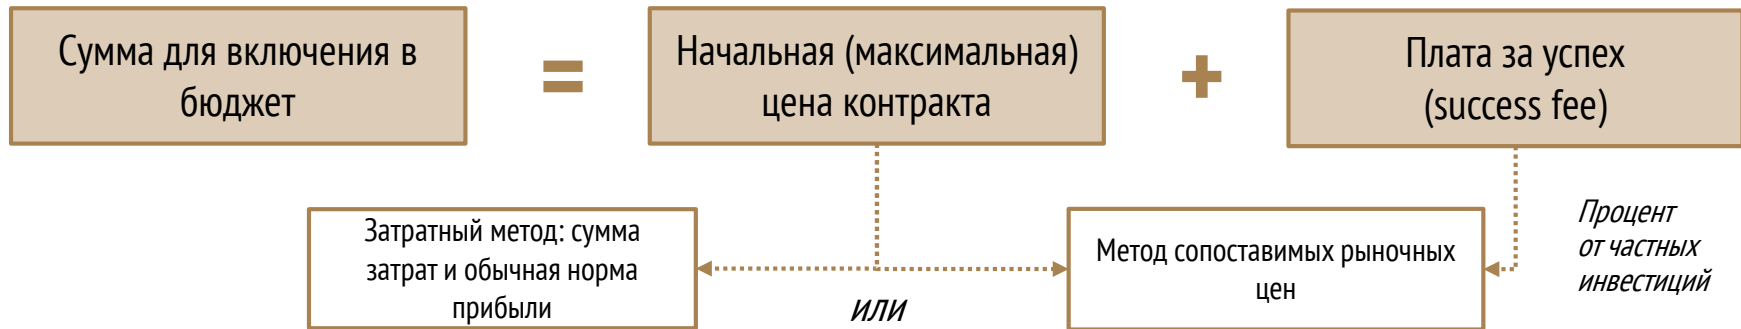 Сумма для включения в
бюджет
=
Начальная (максимальная)
цена контракта
+
Плата за успех
(success fee)
Затратный метод: сумма
затрат и обычная норма
прибыли
или
Метод сопоставимых рыночных
цен
Процент
от частных
инвестиций